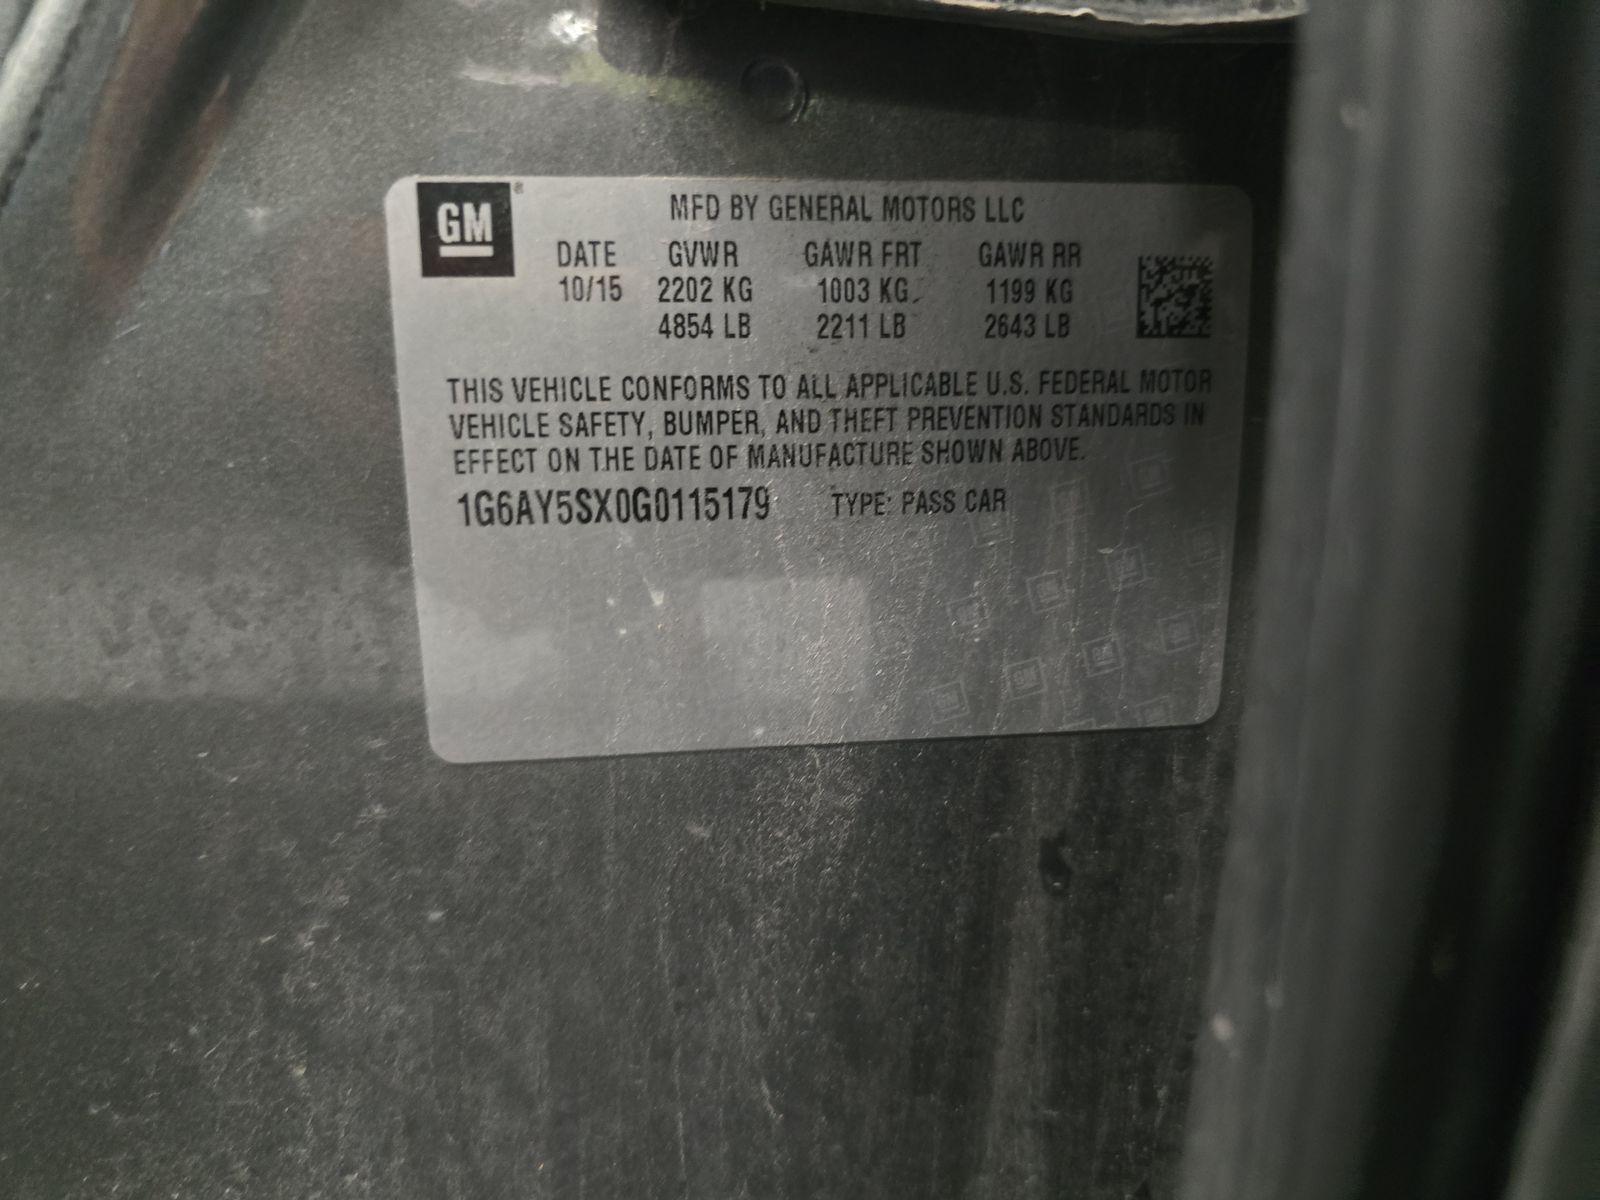 GM®
MFD BY GENERAL MOTORS LLC
DATE GVWR GAWR FRT GAWR RR
10/15 2202 KG 1003 KG 1199 KG
4854 LB 2211 LB 2643 LB
THIS VEHICLE CONFORMS TO ALL APPLICABLE U.S. FEDERAL MOTOR
VEHICLE SAFETY, BUMPER, AND THEFT PREVENTION STANDARDS IN
EFFECT ON THE DATE OF MANUFACTURE SHOWN ABOVE.
1G6AY5SX0G0115179 TYPE: PASS CAR